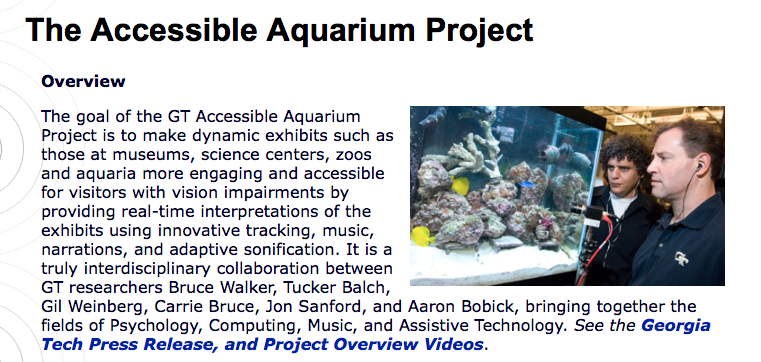 The Accessible Aquarium Project
Overview
The goal of the GT Accessible Aquarium
Project is to make dynamic exhibits such as
those at museums, science centers, zoos
and aquaria more engaging and accessible
for visitors with vision impairments by
providing real-time interpretations of the
exhibits using innovative tracking, music,
narrations, and adaptive sonification. It is a
truly interdisciplinary collaboration between
GT researchers Bruce Walker, Tucker Balch,
Gil Weinberg, Carrie Bruce, Jon Sanford, and Aaron Bobick, bringing together the
fields of Psychology, Computing, Music, and Assistive Technology. See the Georgia
Tech Press Release, and Project Overview Videos.
GT